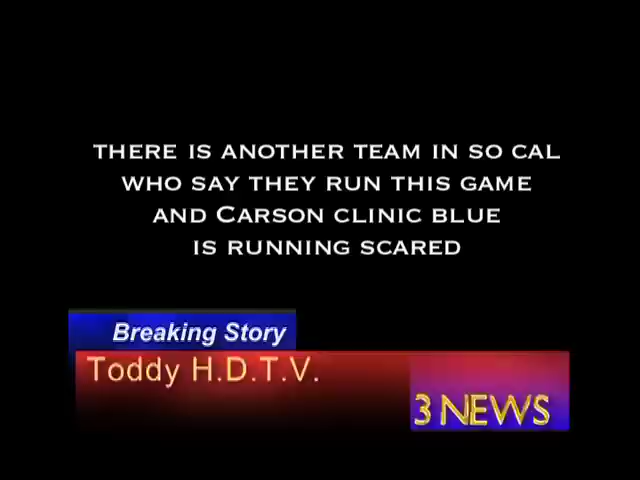 THERE IS ANOTHER TEAM IN SO CAL
WHO SAY THEY RUN THIS GAME
AND CARSON CLINIC BLUE
IS RUNNING SCARED
Breaking Story
Toddy H.D.T.V.
3 NEWS